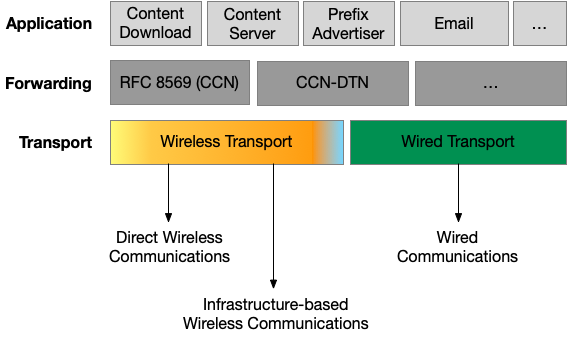 Application
Content
Download
Content
Server
Prefix
Advertiser
Email
...
Forwarding
RFC 8569 (CCN)
CCN-DTN
...
Transport
Wireless Transport
Wired Transport
Direct Wireless
Communications
Wired
Communications
Infrastructure-based
Wireless Communications